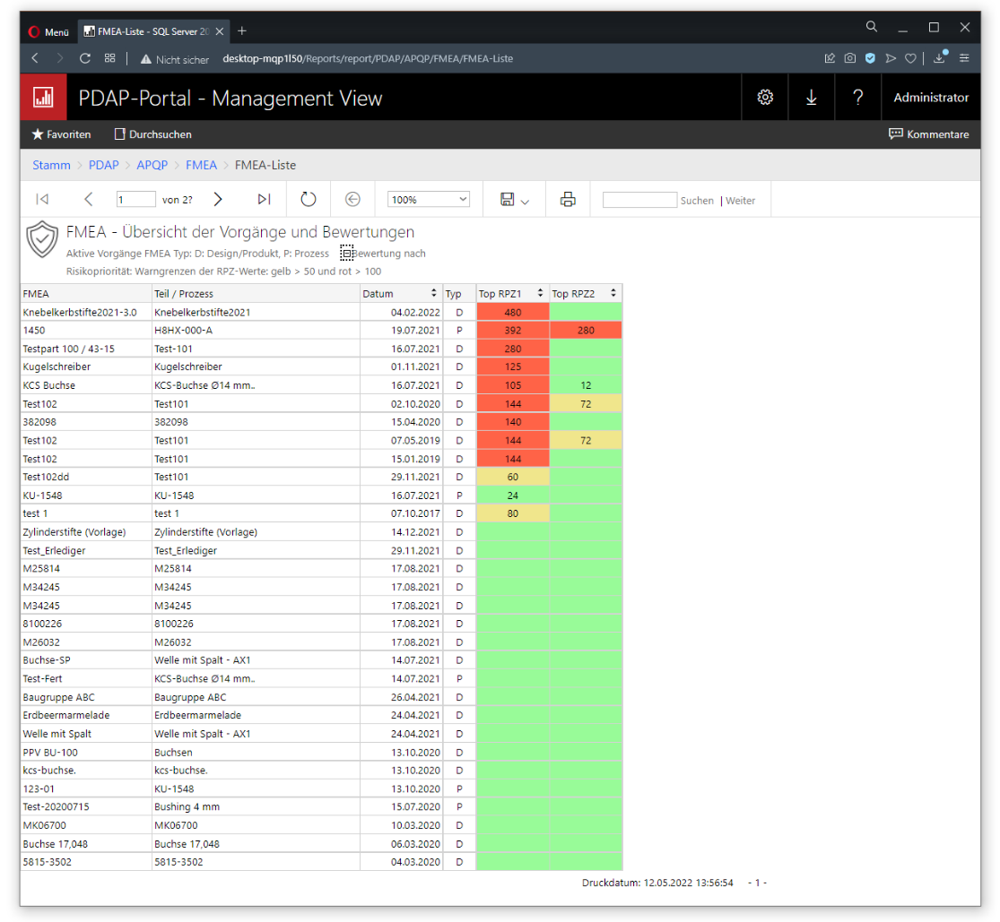 Menü FMEA-Liste - SQL Server 20
Nicht sicher desktop-mqp1l50/Reports/report/PDAP/APQP/FMEA/FMEA-Liste
PDAP-Portal - Management View ? Administrator
Favoriten Durchsuchen Kommentare
Stamm > PDAP > APQP > FMEA > FMEA-Liste
1 von 2? 100% Suchen | Weiter
FMEA - Übersicht der Vorgänge und Bewertungen
Aktive Vorgänge FMEA Typ: D: Design/Produkt, P: Prozess Bewertung nach
Risikopriorität: Warngrenzen der RPZ-Werte: gelb > 50 und rot > 100
FMEA Teil / Prozess Datum Typ Top RPZ1 Top RPZ2
Knebelkerbstifte2021-3.0 Knebelkerbstifte2021 04.02.2022 D 480
1450 H8HX-000-A 19.07.2021 P 392 280
Testpart 100 / 43-15 Test-101 16.07.2021 D 280
Kugelschreiber Kugelschreiber 01.11.2021 D 125
KCS Buchse KCS-Buchse Ø14 mm.. 16.07.2021 D 105 12
Test102 Test101 02.10.2020 D 144 72
382098 382098 15.04.2020 D 140
Test102 Test101 07.05.2019 D 144 72
Test102 Test101 15.01.2019 D 144
Test102dd Test101 29.11.2021 D 60
KU-1548 KU-1548 16.07.2021 P 24
test 1 test 1 07.10.2017 D 80
Zylinderstifte (Vorlage) Zylinderstifte (Vorlage) 14.12.2021 D
Test_Erlediger Test_Erlediger 29.11.2021 D
M25814 M25814 17.08.2021 D
M34245 M34245 17.08.2021 D
M34245 M34245 17.08.2021 D
8100226 8100226 17.08.2021 D
M26032 M26032 17.08.2021 D
Buchse-SP Welle mit Spalt - AX1 14.07.2021 D
Test-Fert KCS-Buchse Ø14 mm.. 14.07.2021 P
Baugruppe ABC Baugruppe ABC 26.04.2021 D
Erdbeermarmelade Erdbeermarmelade 24.04.2021 D
Welle mit Spalt Welle mit Spalt - AX1 24.04.2021 D
PPV BU-100 Buchsen 13.10.2020 D
kcs-buchse. kcs-buchse. 13.10.2020 D
123-01 KU-1548 13.10.2020 P
Test-20200715 Bushing 4 mm 15.07.2020 P
MK06700 MK06700 10.03.2020 D
Buchse 17,048 Buchse 17,048 06.03.2020 D
5815-3502 5815-3502 04.03.2020 D
Druckdatum: 12.05.2022 13:56:54 - 1 -